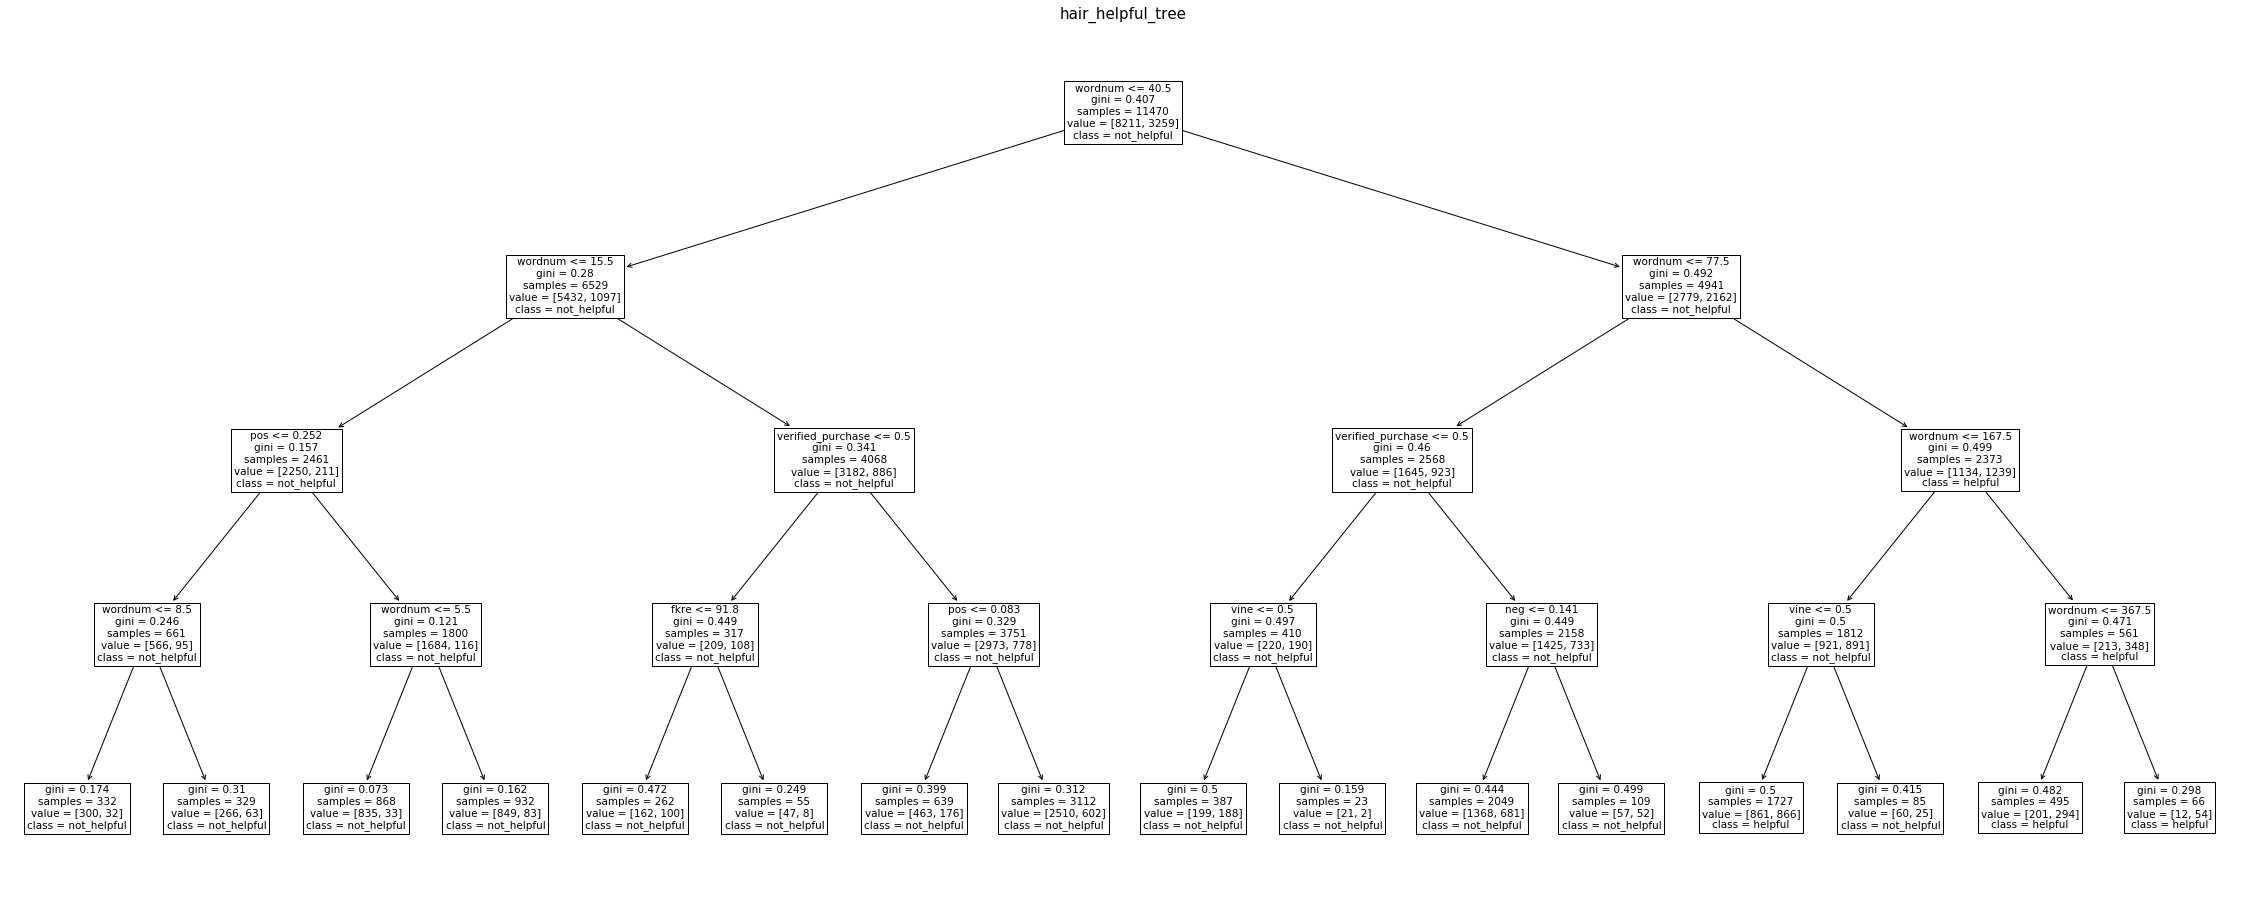 hair_helpful_tree
wordnum <= 40.5
gini = 0.407
samples = 11470
value = [8211, 3259]
class = not_helpful
wordnum <= 15.5
gini = 0.28
samples = 6529
value = [5432, 1097]
class = not_helpful
wordnum <= 77.5
gini = 0.492
samples = 4941
value = [2779, 2162]
class = not_helpful
pos <= 0.252
gini = 0.157
samples = 2461
value = [2250, 211]
class = not_helpful
verified_purchase <= 0.5
gini = 0.341
samples = 4068
value = [3182, 886]
class = not_helpful
verified_purchase <= 0.5
gini = 0.46
samples = 2568
value = [1645, 923]
class = not_helpful
wordnum <= 167.5
gini = 0.499
samples = 2373
value = [1134, 1239]
class = helpful
wordnum <= 8.5
gini = 0.246
samples = 661
value = [566, 95]
class = not_helpful
wordnum <= 5.5
gini = 0.121
samples = 1800
value = [1684, 116]
class = not_helpful
fkre <= 91.8
gini = 0.449
samples = 317
value = [209, 108]
class = not_helpful
pos <= 0.083
gini = 0.329
samples = 3751
value = [2973, 778]
class = not_helpful
vine <= 0.5
gini = 0.497
samples = 410
value = [220, 190]
class = not_helpful
neg <= 0.141
gini = 0.449
samples = 2158
value = [1425, 733]
class = not_helpful
vine <= 0.5
gini = 0.5
samples = 1812
value = [921, 891]
class = not_helpful
wordnum <= 367.5
gini = 0.471
samples = 561
value = [213, 348]
class = helpful
gini = 0.174
samples = 332
value = [300, 32]
class = not_helpful
gini = 0.31
samples = 329
value = [266, 63]
class = not_helpful
gini = 0.073
samples = 868
value = [835, 33]
class = not_helpful
gini = 0.162
samples = 932
value = [849, 83]
class = not_helpful
gini = 0.472
samples = 262
value = [162, 100]
class = not_helpful
gini = 0.249
samples = 55
value = [47, 8]
class = not_helpful
gini = 0.399
samples = 639
value = [463, 176]
class = not_helpful
gini = 0.312
samples = 3112
value = [2510, 602]
class = not_helpful
gini = 0.5
samples = 387
value = [199, 188]
class = not_helpful
gini = 0.159
samples = 23
value = [21, 2]
class = not_helpful
gini = 0.444
samples = 2049
value = [1368, 681]
class = not_helpful
gini = 0.499
samples = 109
value = [57, 52]
class = not_helpful
gini = 0.5
samples = 1727
value = [861, 866]
class = helpful
gini = 0.415
samples = 85
value = [60, 25]
class = not_helpful
gini = 0.482
samples = 495
value = [201, 294]
class = helpful
gini = 0.298
samples = 66
value = [12, 54]
class = helpful